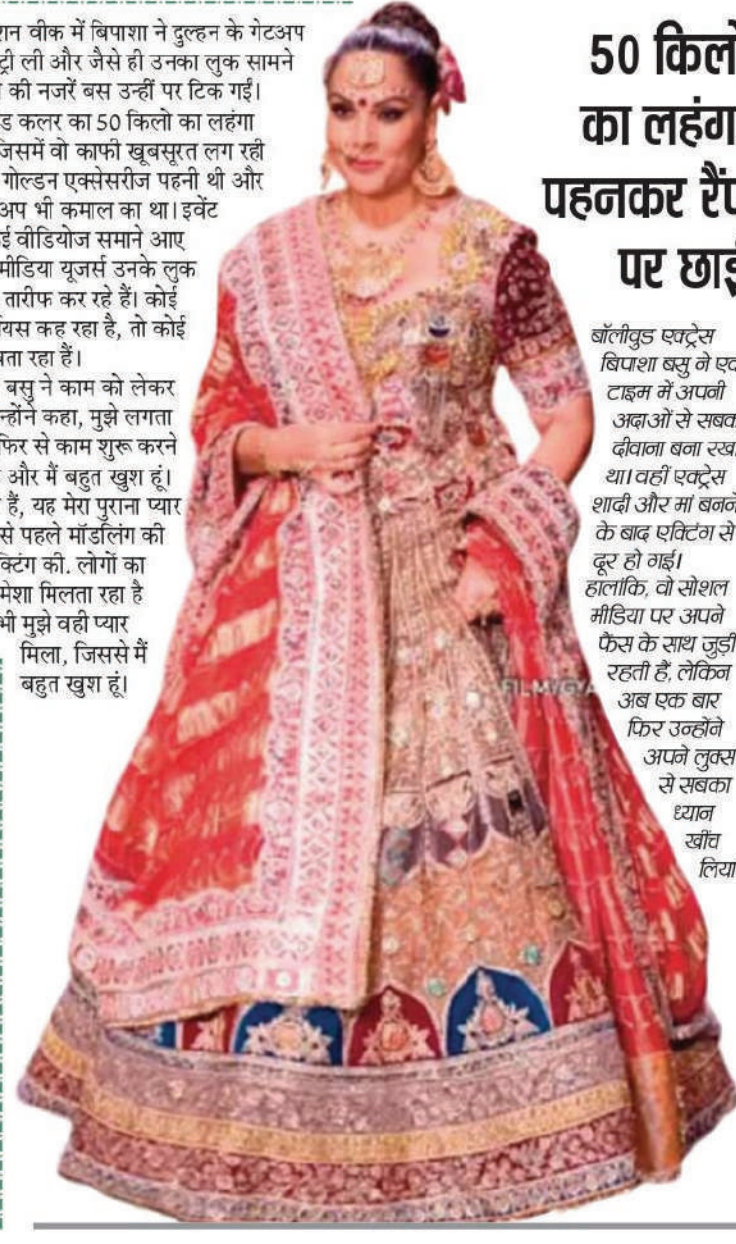 50 किलो
का लहंगा
पहनकर रैंप
पर छाई
बॉलीवुड एक्ट्रेस
बिपाशा बसु ने एक
टाइम में अपनी
अदाओं से सबको
दीवाना बना रखा
था। वहीं एक्ट्रेस
शादी और मां बनने
के बाद एक्टिंग से
दूर हो गई।
हालांकि, वो सोशल
मीडिया पर अपने
फैंस के साथ जुड़ी
रहती हैं, लेकिन
अब एक बार
फिर उन्होंने
अपने लुक्स
से सबका
ध्यान
खींच
लिया
वीक में बिपाशा ने दुल्हन के गेटअप
ली और जैसे ही उनका लुक सामने
की नजरें बस उन्हीं पर टिक गईं।
कलर का 50 किलो का लहंगा
जिसमें वो काफी खूबसूरत लग रही
गोल्डन एक्सेसरीज पहनी थी और
अप भी कमाल का था। इवेंट
वीडियोज समाने आए
मीडिया यूजर्स उनके लुक
तारीफ कर रहे हैं। कोई
कह रहा है, तो कोई
बता रहा हैं।
बसु ने काम को लेकर
उन्होंने कहा, मुझे लगता
फिर से काम शुरू करने
और मैं बहुत खुश हूं।
हैं, यह मेरा पुराना प्यार
से पहले मॉडलिंग की
एक्टिंग की. लोगों का
हमेशा मिलता रहा है
भी मुझे वही प्यार
मिला, जिससे मैं
बहुत खुश हूं।
FILMYGYA